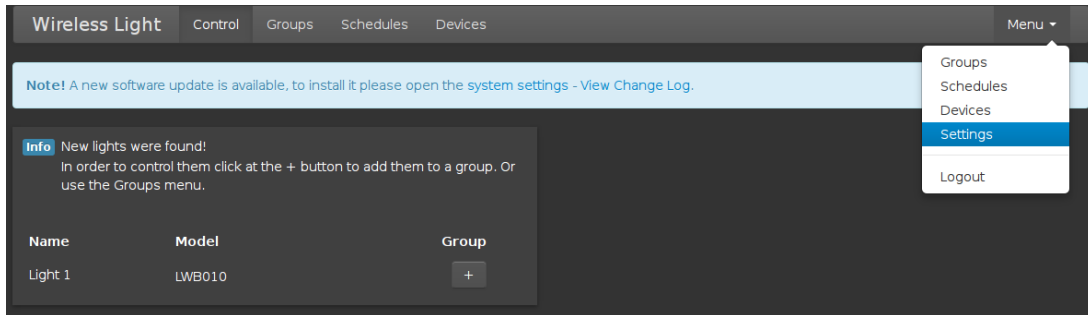 Wireless Light Control Groups Schedules Devices Menu
Groups
Schedules
Devices
Settings
Logout
Note! A new software update is available, to install it please open the system settings - View Change Log.
Info New lights were found!
In order to control them click at the + button to add them to a group. Or
use the Groups menu.
Name Model Group
Light 1 LWB010 +